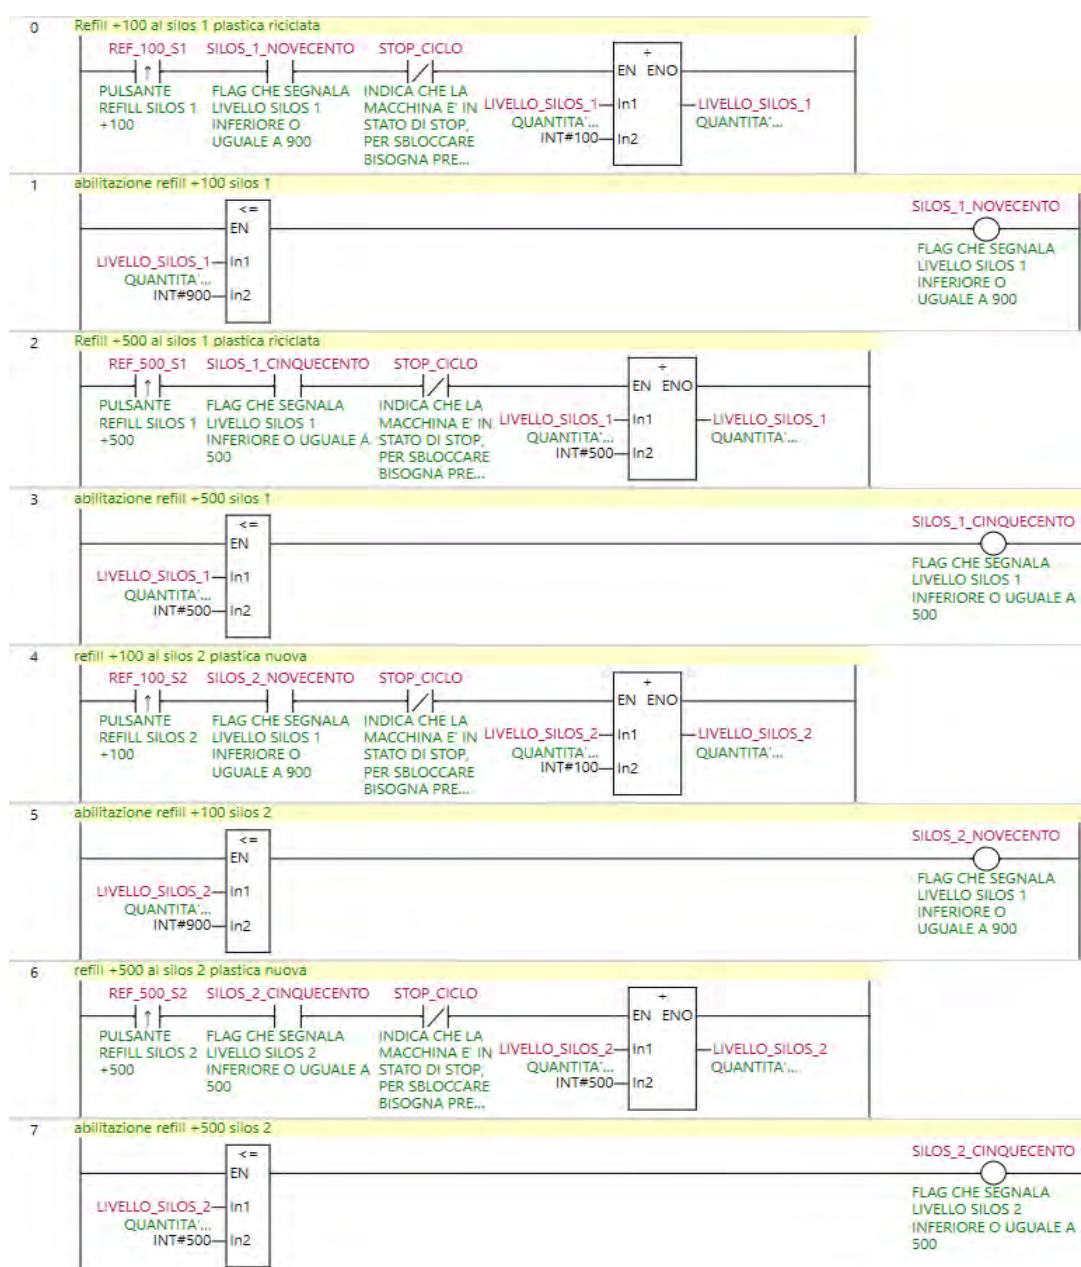 0 Refill +100 al silos 1 plastica riciclata
REF_100_S1 SILOS_1_NOVECENTO STOP_CICLO +
EN ENO
PULSANTE FLAG CHE SEGNALA INDICA CHE LA
REFILL SILOS 1 LIVELLO SILOS 1 MACCHINA E' IN LIVELLO_SILOS_1 In1 LIVELLO_SILOS_1
+100 INFERIORE O STATO DI STOP, QUANTITA'... QUANTITA'...
UGUALE A 900 PER SBLOCCARE INT#100 In2
BISOGNA PRE...
1 abilitazione refill +100 silos 1
<= SILOS_1_NOVECENTO
EN
FLAG CHE SEGNALA
LIVELLO_SILOS_1 In1 LIVELLO SILOS 1
QUANTITA'... INFERIORE O
INT#900 In2 UGUALE A 900
2 Refill +500 al silos 1 plastica riciclata
REF_500_S1 SILOS_1_CINQUECENTO STOP_CICLO +
EN ENO
PULSANTE FLAG CHE SEGNALA INDICA CHE LA
REFILL SILOS 1 LIVELLO SILOS 1 MACCHINA E' IN LIVELLO_SILOS_1 In1 LIVELLO_SILOS_1
+500 INFERIORE O UGUALE A STATO DI STOP, QUANTITA'... QUANTITA'...
500 PER SBLOCCARE INT#500 In2
BISOGNA PRE...
3 abilitazione refill +500 silos 1
<= SILOS_1_CINQUECENTO
EN
FLAG CHE SEGNALA
LIVELLO_SILOS_1 In1 LIVELLO SILOS 1
QUANTITA'... INFERIORE O UGUALE A
INT#500 In2 500
4 refill +100 al silos 2 plastica nuova
REF_100_S2 SILOS_2_NOVECENTO STOP_CICLO +
EN ENO
PULSANTE FLAG CHE SEGNALA INDICA CHE LA
REFILL SILOS 2 LIVELLO SILOS 1 MACCHINA E' IN LIVELLO_SILOS_2 In1 LIVELLO_SILOS_2
+100 INFERIORE O STATO DI STOP, QUANTITA'... QUANTITA'...
UGUALE A 900 PER SBLOCCARE INT#100 In2
BISOGNA PRE...
5 abilitazione refill +100 silos 2
<= SILOS_2_NOVECENTO
EN
FLAG CHE SEGNALA
LIVELLO_SILOS_2 In1 LIVELLO SILOS 1
QUANTITA'... INFERIORE O
INT#900 In2 UGUALE A 900
6 refill +500 al silos 2 plastica nuova
REF_500_S2 SILOS_2_CINQUECENTO STOP_CICLO +
EN ENO
PULSANTE FLAG CHE SEGNALA INDICA CHE LA
REFILL SILOS 2 LIVELLO SILOS 2 MACCHINA E' IN LIVELLO_SILOS_2 In1 LIVELLO_SILOS_2
+500 INFERIORE O UGUALE A STATO DI STOP, QUANTITA'... QUANTITA'...
500 PER SBLOCCARE INT#500 In2
BISOGNA PRE...
7 abilitazione refill +500 silos 2
<= SILOS_2_CINQUECENTO
EN
FLAG CHE SEGNALA
LIVELLO_SILOS_2 In1 LIVELLO SILOS 2
QUANTITA'... INFERIORE O UGUALE A
INT#500 In2 500